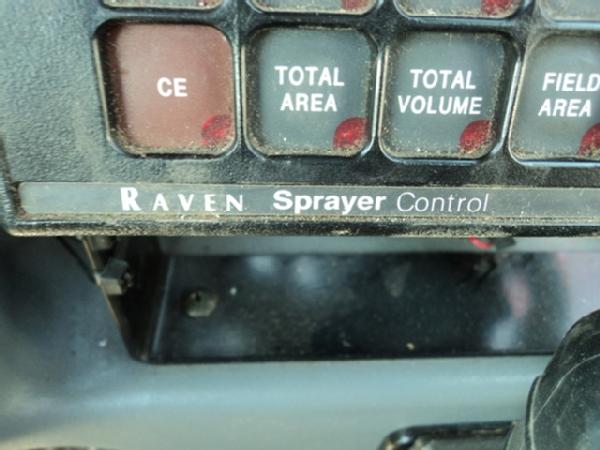 CE
TOTAL AREA
TOTAL VOLUME
FIELD AREA
RAVEN Sprayer Control